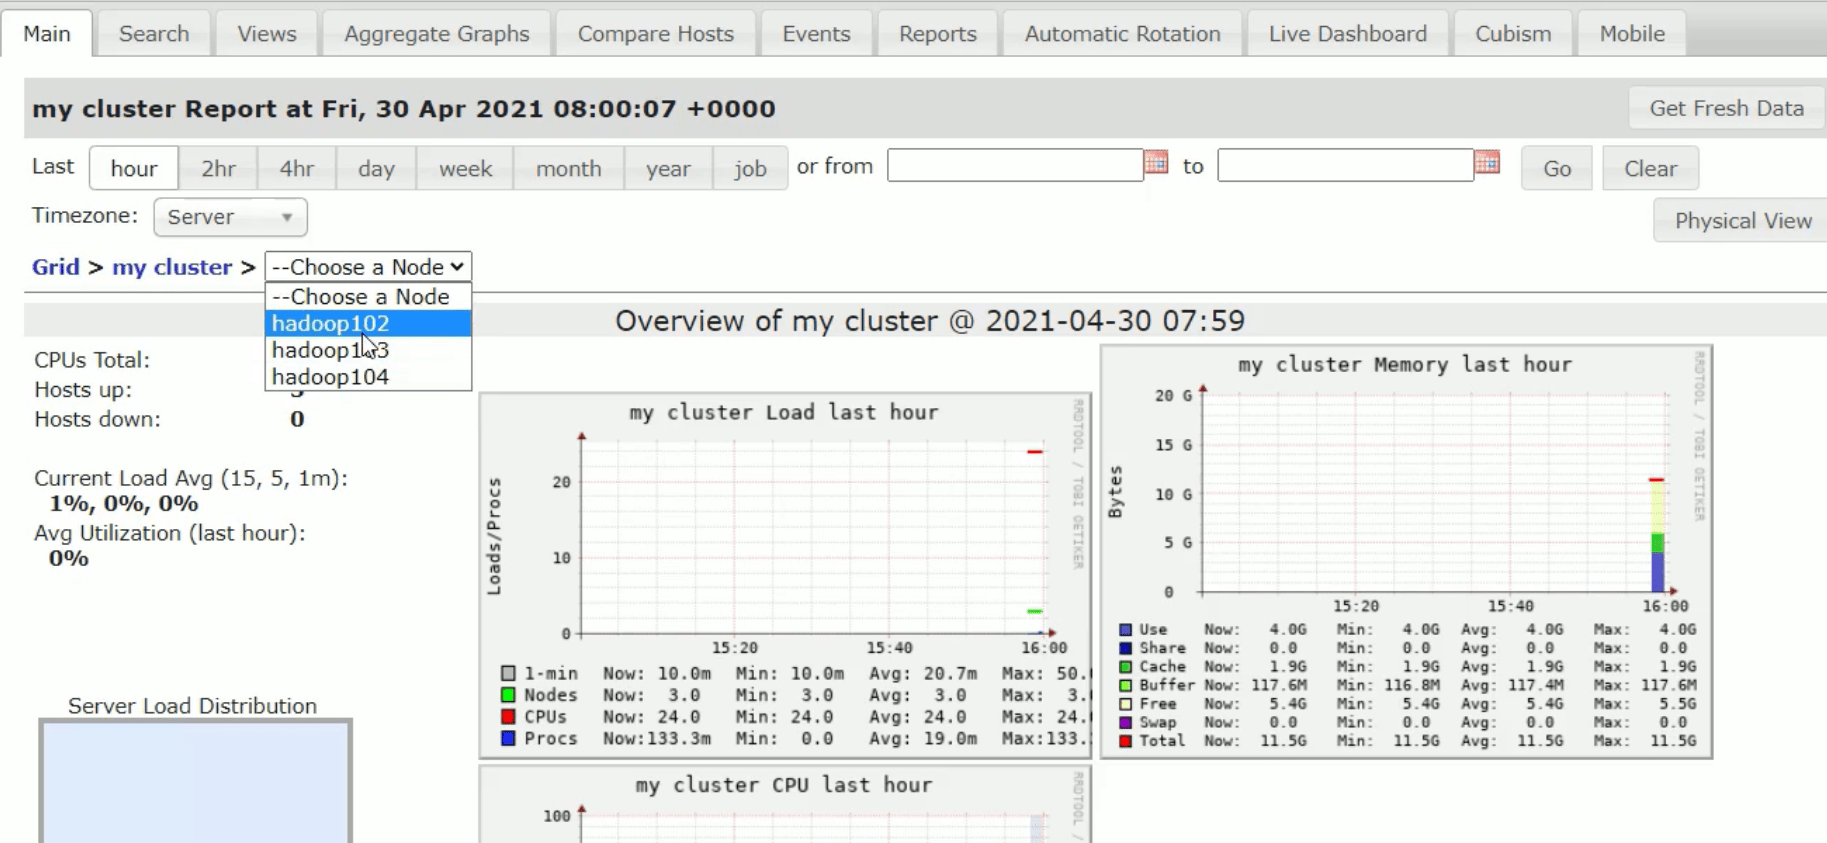 Main Search Views Aggregate Graphs Compare Hosts Events Reports Automatic Rotation Live Dashboard Cubism Mobile
my cluster Report at Fri, 30 Apr 2021 08:00:07 +0000 Get Fresh Data
Last hour 2hr 4hr day week month year job or from to Go Clear
Timezone: Server Physical View
Grid > my cluster > --Choose a Node
--Choose a Node
hadoop102
hadoop104
Overview of my cluster @ 2021-04-30 07:59
CPUs Total:
Hosts up:
Hosts down: 0
Current Load Avg (15, 5, 1m):
1%, 0%, 0%
Avg Utilization (last hour):
0%
Server Load Distribution
my cluster Load last hour
RRDTOOL / TOBI OETIKER
Loads/Procs
20
10
0
15:20 15:40 16:00
1-min Now: 10.0m Min: 10.0m Avg: 20.7m Max: 50.
Nodes Now: 3.0 Min: 3.0 Avg: 3.0 Max: 3.
CPUs Now: 24.0 Min: 24.0 Avg: 24.0 Max: 24.
Procs Now:133.3m Min: 0.0 Avg: 19.0m Max:133.
my cluster Memory last hour
RRDTOOL / TOBI OETIKER
Bytes
20 G
15 G
10 G
5 G
0
15:20 15:40 16:00
Use Now: 4.0G Min: 4.0G Avg: 4.0G Max: 4.0G
Share Now: 0.0 Min: 0.0 Avg: 0.0 Max: 0.0
Cache Now: 1.9G Min: 1.9G Avg: 1.9G Max: 1.9G
Buffer Now: 117.6M Min: 116.8M Avg: 117.4M Max: 117.6M
Free Now: 5.4G Min: 5.4G Avg: 5.4G Max: 5.5G
Swap Now: 0.0 Min: 0.0 Avg: 0.0 Max: 0.0
Total Now: 11.5G Min: 11.5G Avg: 11.5G Max: 11.5G
my cluster CPU last hour
RRDTOOL /
100